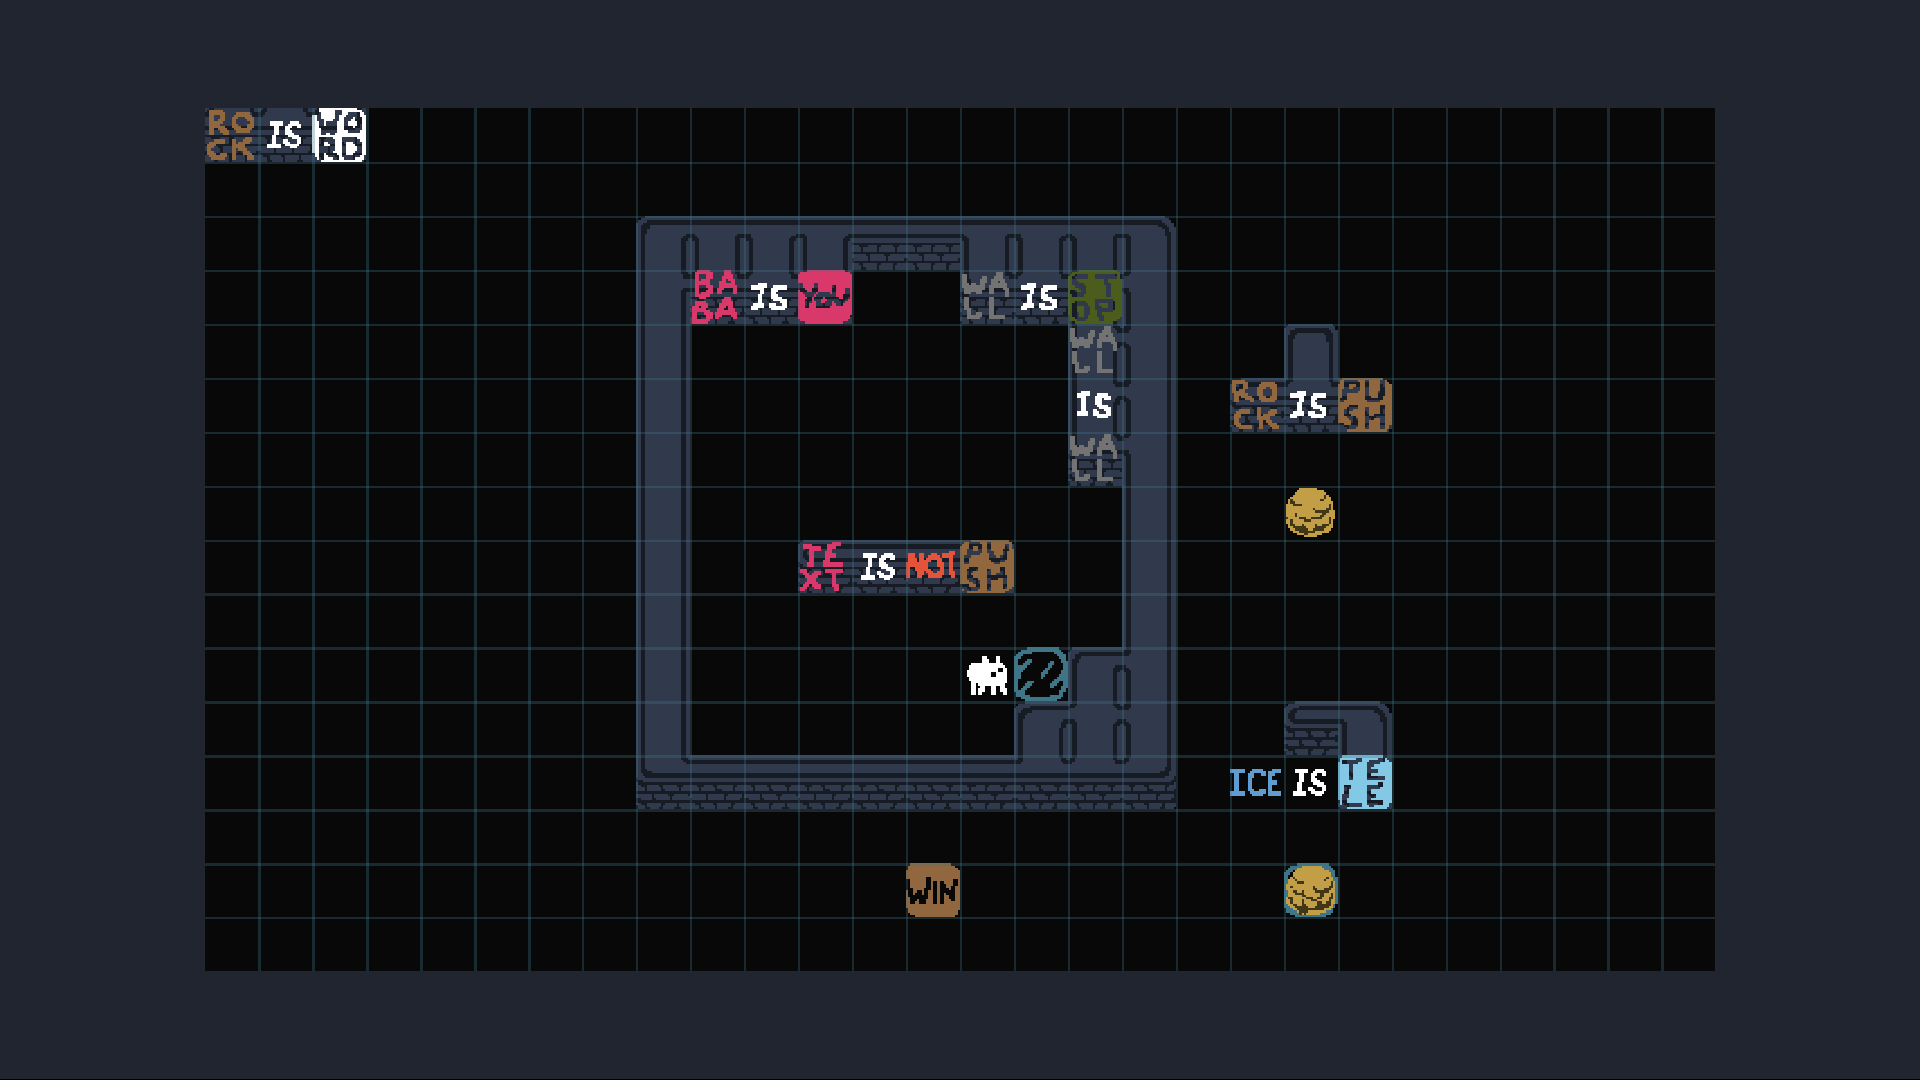 ROCK IS WORD
BABA IS YOU
WALL IS STOP
WALL
IS
WALL
ROCK IS PUSH
TEXT IS NOT PUSH
ICE IS TELE
WIN